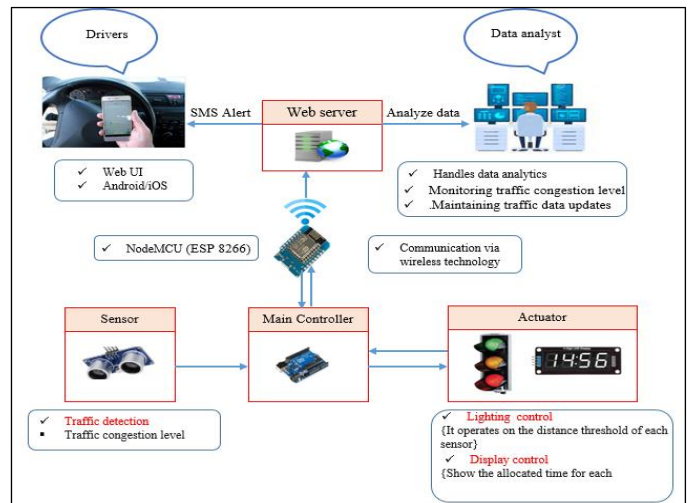 Drivers
Data analyst
SMS Alert
Web server
Analyze data
✓ Web UI
✓ Android/iOS
✓ Handles data analytics
✓ Monitoring traffic congestion level
✓ .Maintaining traffic data updates
✓ NodeMCU (ESP 8266)
✓ Communication via
wireless technology
Sensor
Main Controller
Actuator
14:56
✓ Traffic detection
▪ Traffic congestion level
✓ Lighting control
{It operates on the distance threshold of each
sensor}
✓ Display control
{Show the allocated time for each